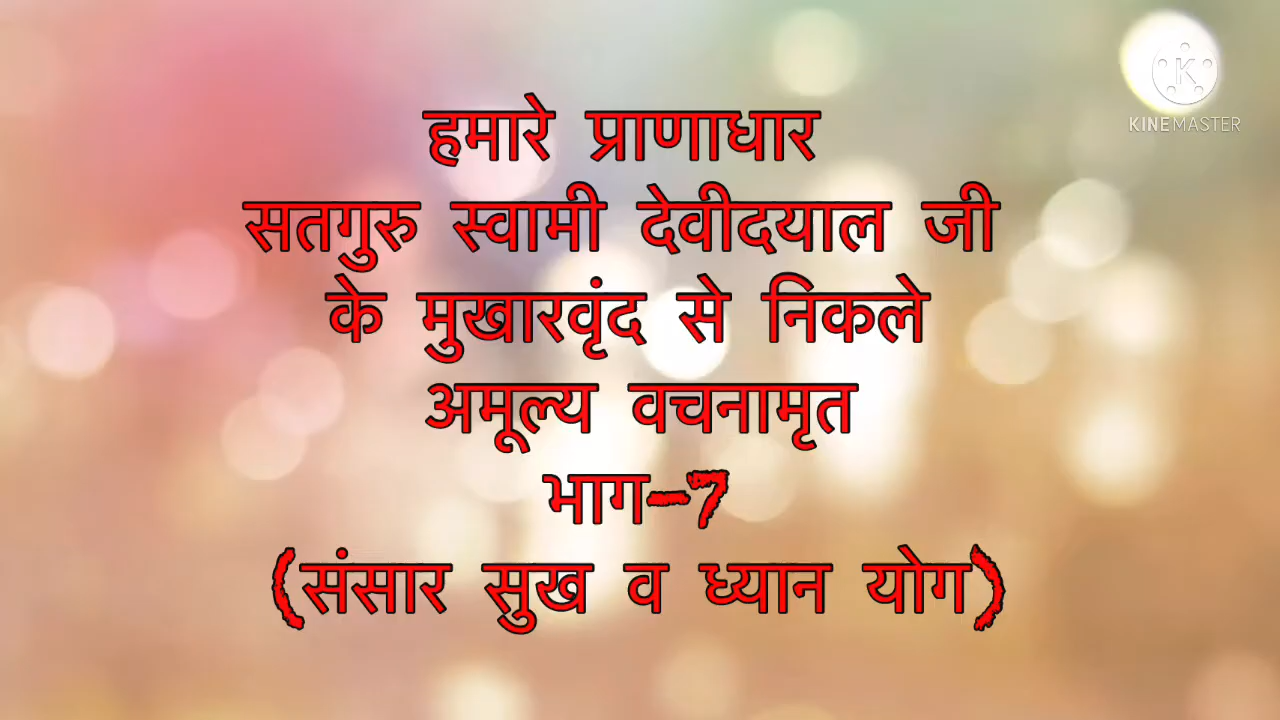 KINEMASTER
हमारे प्राणाधार
सतगुरु स्वामी देवीदयाल जी
के मुखारवृंद से निकले
अमूल्य वचनामृत
भाग-7
(संसार सुख व ध्यान योग)